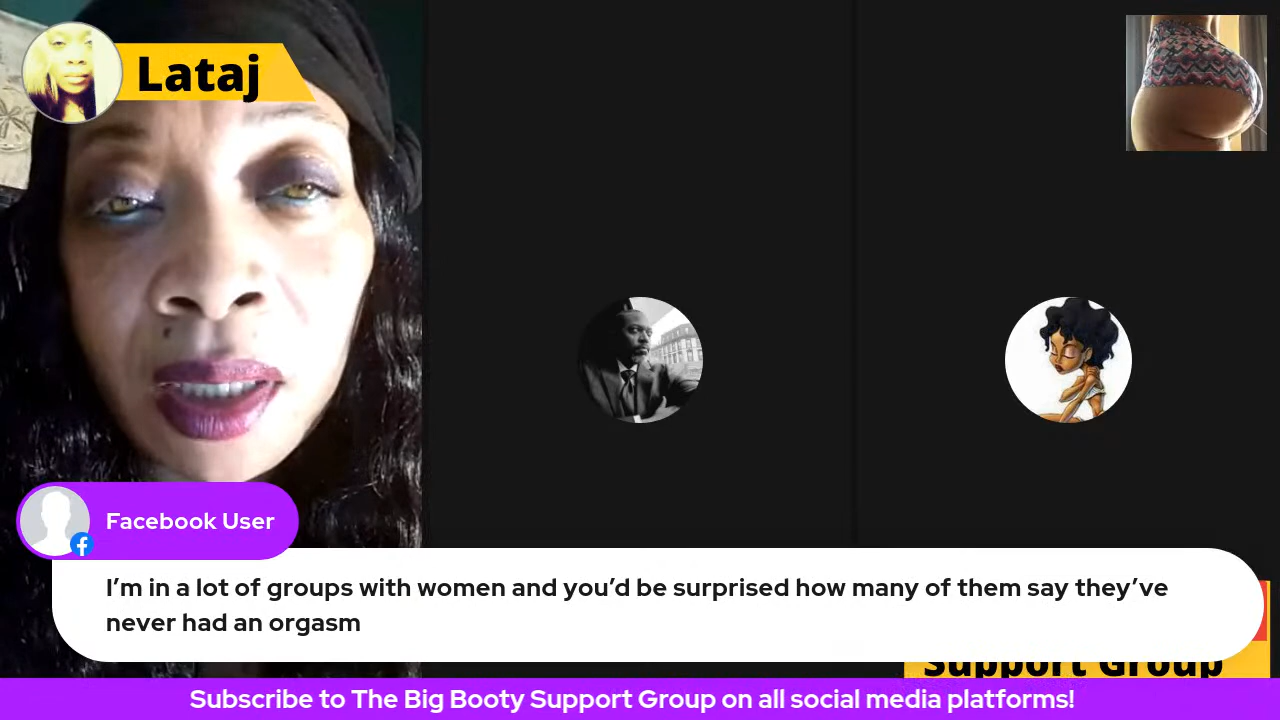 Lataj
Facebook User
I’m in a lot of groups with women and you’d be surprised how many of them say they’ve
never had an orgasm
Support Group
Subscribe to The Big Booty Support Group on all social media platforms!